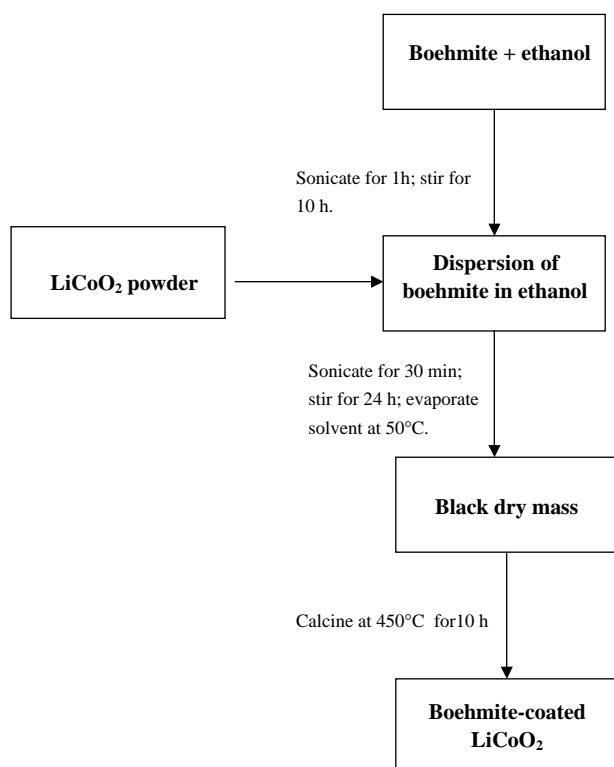 Boehmite + ethanol
Sonicate for 1h; stir for
10 h.
LiCoO₂ powder
Dispersion of
boehmite in ethanol
Sonicate for 30 min;
stir for 24 h; evaporate
solvent at 50°C.
Black dry mass
Calcine at 450°C for10 h
Boehmite-coated
LiCoO₂